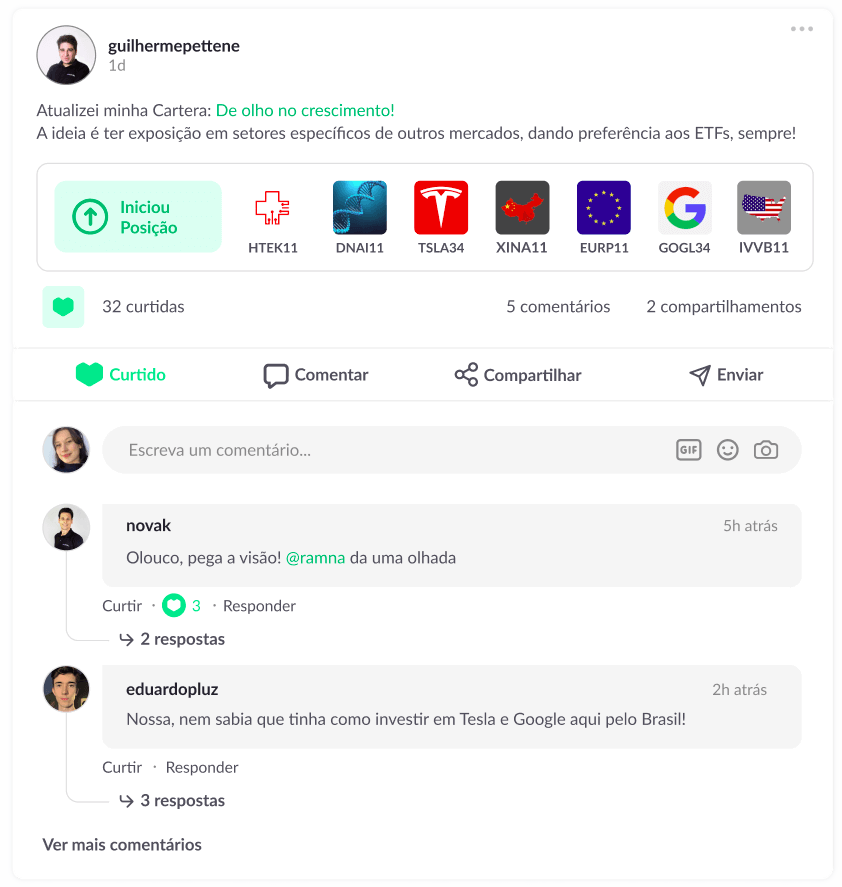 guilhermepettene
1d
Atualizei minha Cartera: De olho no crescimento!
A ideia é ter exposição em setores específicos de outros mercados, dando preferência aos ETFs, sempre!
Iniciou
Posição
HTEK11
DNAI11
TSLA34
XINA11
EURP11
GOGL34
IVVB11
32 curtidas
5 comentários
2 compartilhamentos
Curtido
Comentar
Compartilhar
Enviar
Escreva um comentário...
GIF
novak
5h atrás
Olouco, pega a visão! @ramna da uma olhada
Curtir · 3 · Responder
2 respostas
eduardopluz
2h atrás
Nossa, nem sabia que tinha como investir em Tesla e Google aqui pelo Brasil!
Curtir · Responder
3 respostas
Ver mais comentários